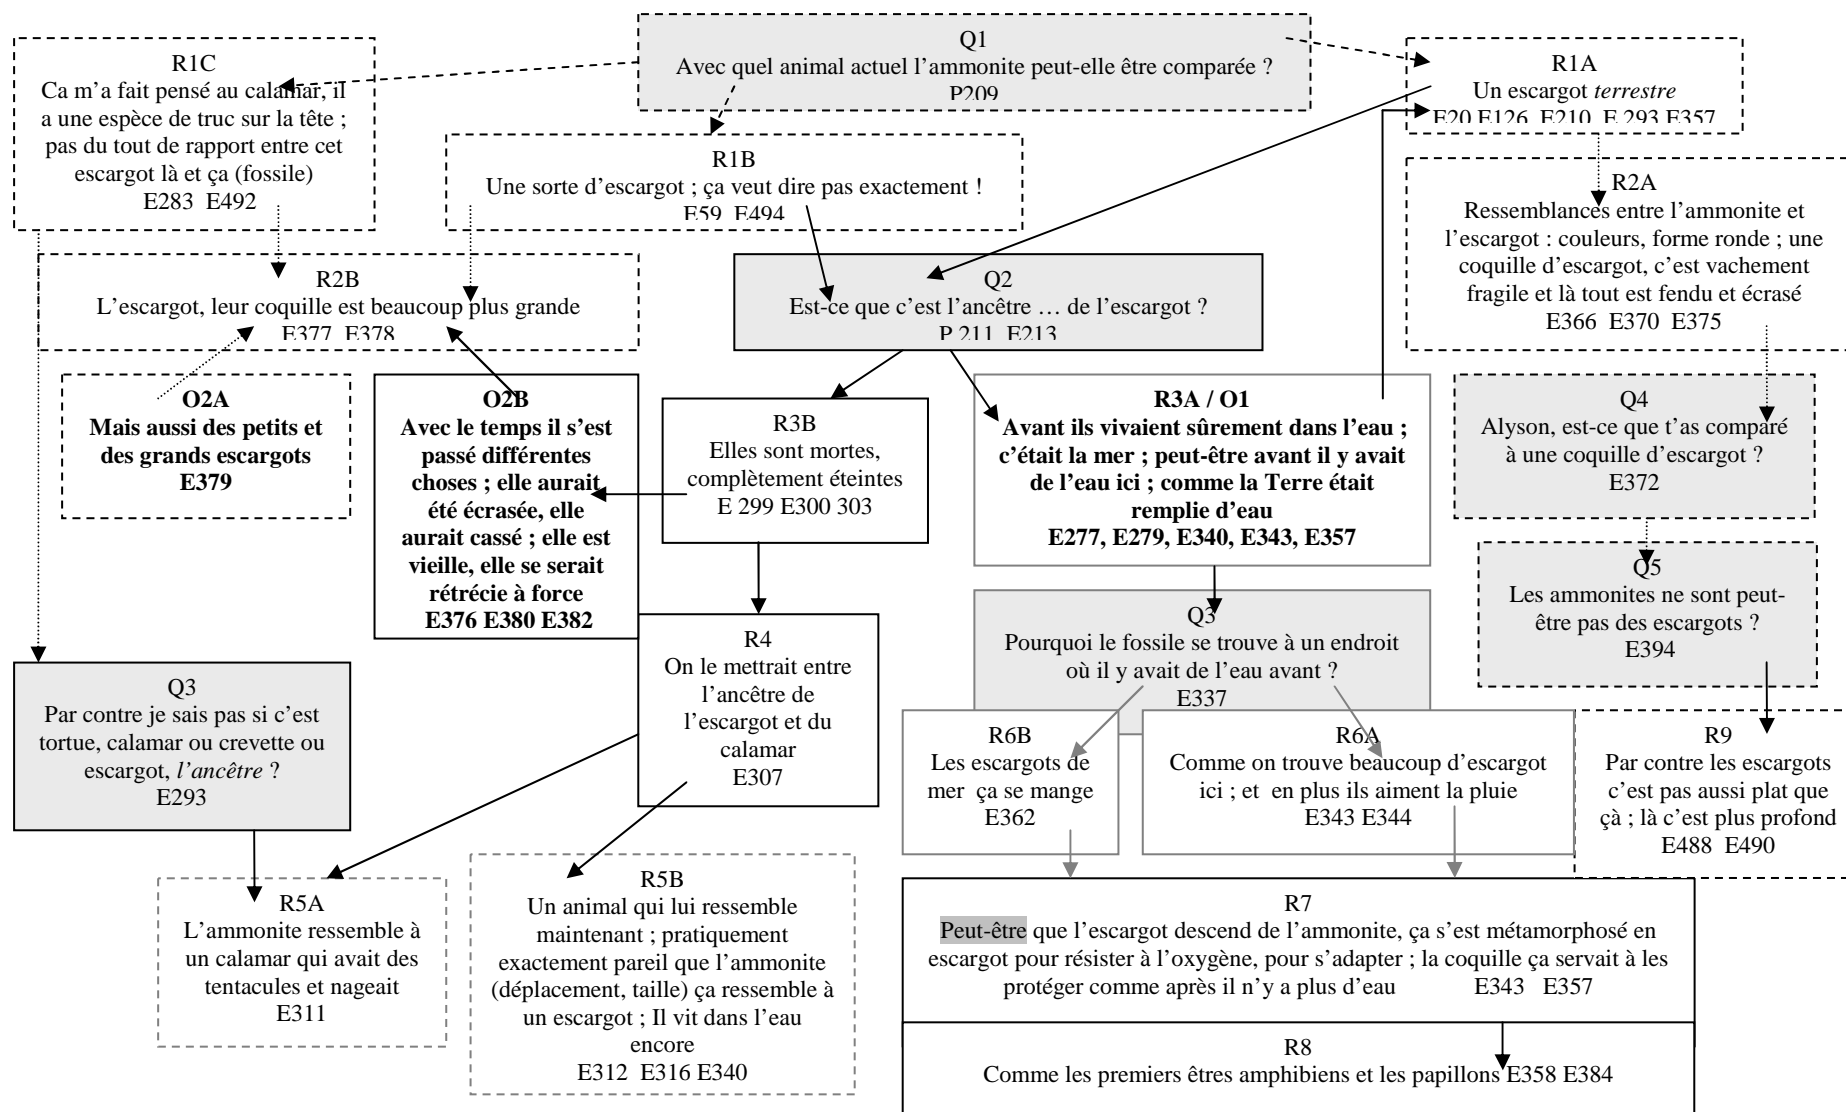 Q1
Avec quel animal actuel l'ammonite peut-elle être comparée ?
P209
R1C
Ca m'a fait pensé au calamar, il
a une espèce de truc sur la tête ;
pas du tout de rapport entre cet
escargot là et ça (fossile)
E283 E492
R1A
Un escargot terrestre
E20 E126 E210 E 293 E357
R1B
Une sorte d'escargot ; ça veut dire pas exactement !
E59 E494
R2A
Ressemblances entre l'ammonite et
l'escargot : couleurs, forme ronde ; une
coquille d'escargot, c'est vachement
fragile et là tout est fendu et écrasé
E366 E370 E375
R2B
L'escargot, leur coquille est beaucoup plus grande
E377 E378
Q2
Est-ce que c'est l'ancêtre … de l'escargot ?
P 211 E213
O2A
Mais aussi des petits et
des grands escargots
E379
O2B
Avec le temps il s'est
passé différentes
choses ; elle aurait
été écrasée, elle
aurait cassé ; elle est
vieille, elle se serait
rétrécie à force
E376 E380 E382
R3B
Elles sont mortes,
complètement éteintes
E 299 E300 303
R3A / O1
Avant ils vivaient sûrement dans l'eau ;
c'était la mer ; peut-être avant il y avait
de l'eau ici ; comme la Terre était
remplie d'eau
E277, E279, E340, E343, E357
Q4
Alyson, est-ce que t'as comparé
à une coquille d'escargot ?
E372
Q5
Les ammonites ne sont peut-
être pas des escargots ?
E394
Q3
Pourquoi le fossile se trouve à un endroit
où il y avait de l'eau avant ?
E337
R4
On le mettrait entre
l'ancêtre de
l'escargot et du
calamar
E307
Q3
Par contre je sais pas si c'est
tortue, calamar ou crevette ou
escargot, l'ancêtre ?
E293
R6B
Les escargots de
mer ça se mange
E362
R6A
Comme on trouve beaucoup d'escargot
ici ; et en plus ils aiment la pluie
E343 E344
R9
Par contre les escargots
c'est pas aussi plat que
çà ; là c'est plus profond
E488 E490
R5A
L'ammonite ressemble à
un calamar qui avait des
tentacules et nageait
E311
R5B
Un animal qui lui ressemble
maintenant ; pratiquement
exactement pareil que l'ammonite
(déplacement, taille) ça ressemble à
un escargot ; Il vit dans l'eau
encore
E312 E316 E340
R7
Peut-être que l'escargot descend de l'ammonite, ça s'est métamorphosé en
escargot pour résister à l'oxygène, pour s'adapter ; la coquille ça servait à les
protéger comme après il n'y a plus d'eau E343 E357
R8
Comme les premiers êtres amphibiens et les papillons E358 E384